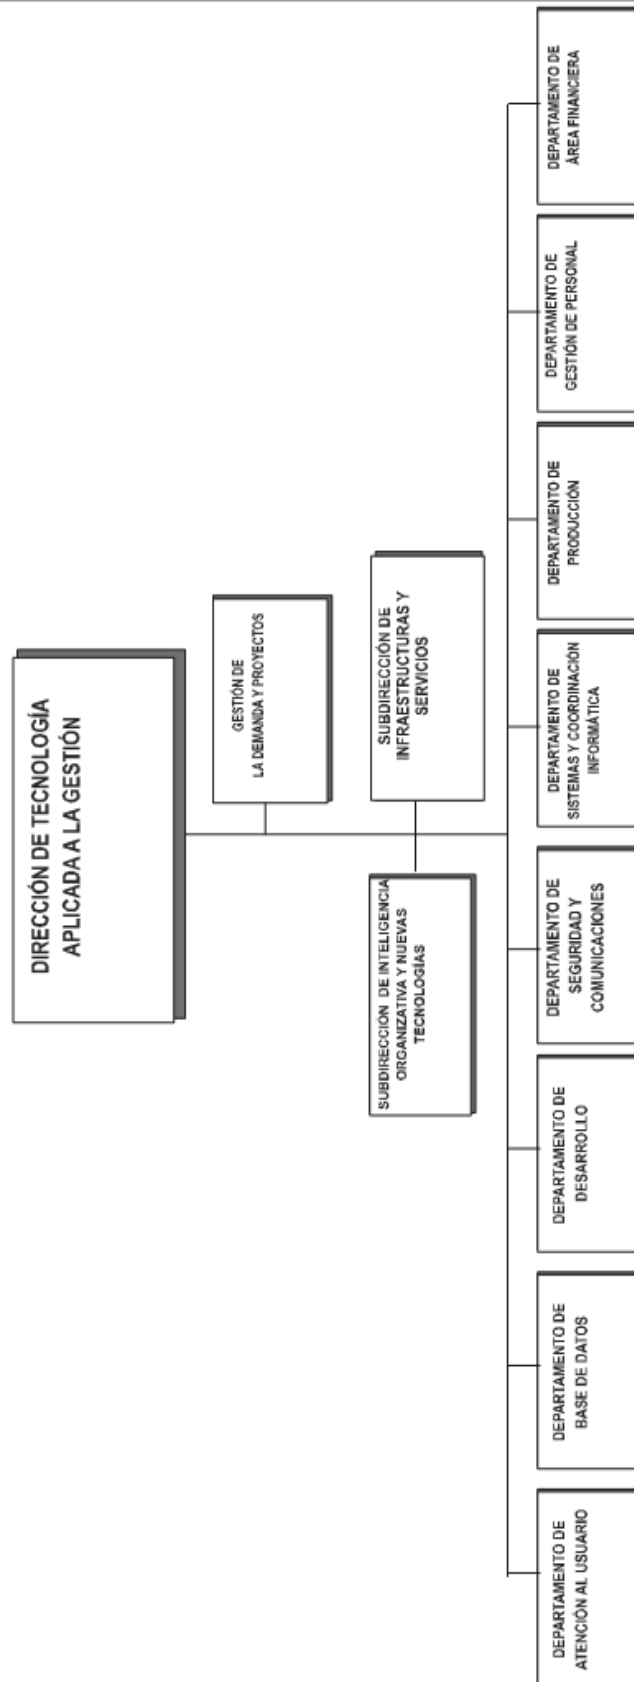 DIRECCIÓN DE TECNOLOGÍA
APLICADA A LA GESTIÓN
GESTIÓN DE
LA DEMANDA Y PROYECTOS
SUBDIRECCIÓN DE INTELIGENCIA
ORGANIZATIVA Y NUEVAS
TECNOLOGÍAS
SUBDIRECCIÓN DE
INFRAESTRUCTURAS Y
SERVICIOS
DEPARTAMENTO DE
ATENCIÓN AL USUARIO
DEPARTAMENTO DE
BASE DE DATOS
DEPARTAMENTO DE
DESARROLLO
DEPARTAMENTO DE
SEGURIDAD Y
COMUNICACIONES
DEPARTAMENTO DE
SISTEMAS Y COORDINACIÓN
INFORMÁTICA
DEPARTAMENTO DE
PRODUCCIÓN
DEPARTAMENTO DE
GESTIÓN DE PERSONAL
DEPARTAMENTO DE
ÁREA FINANCIERA